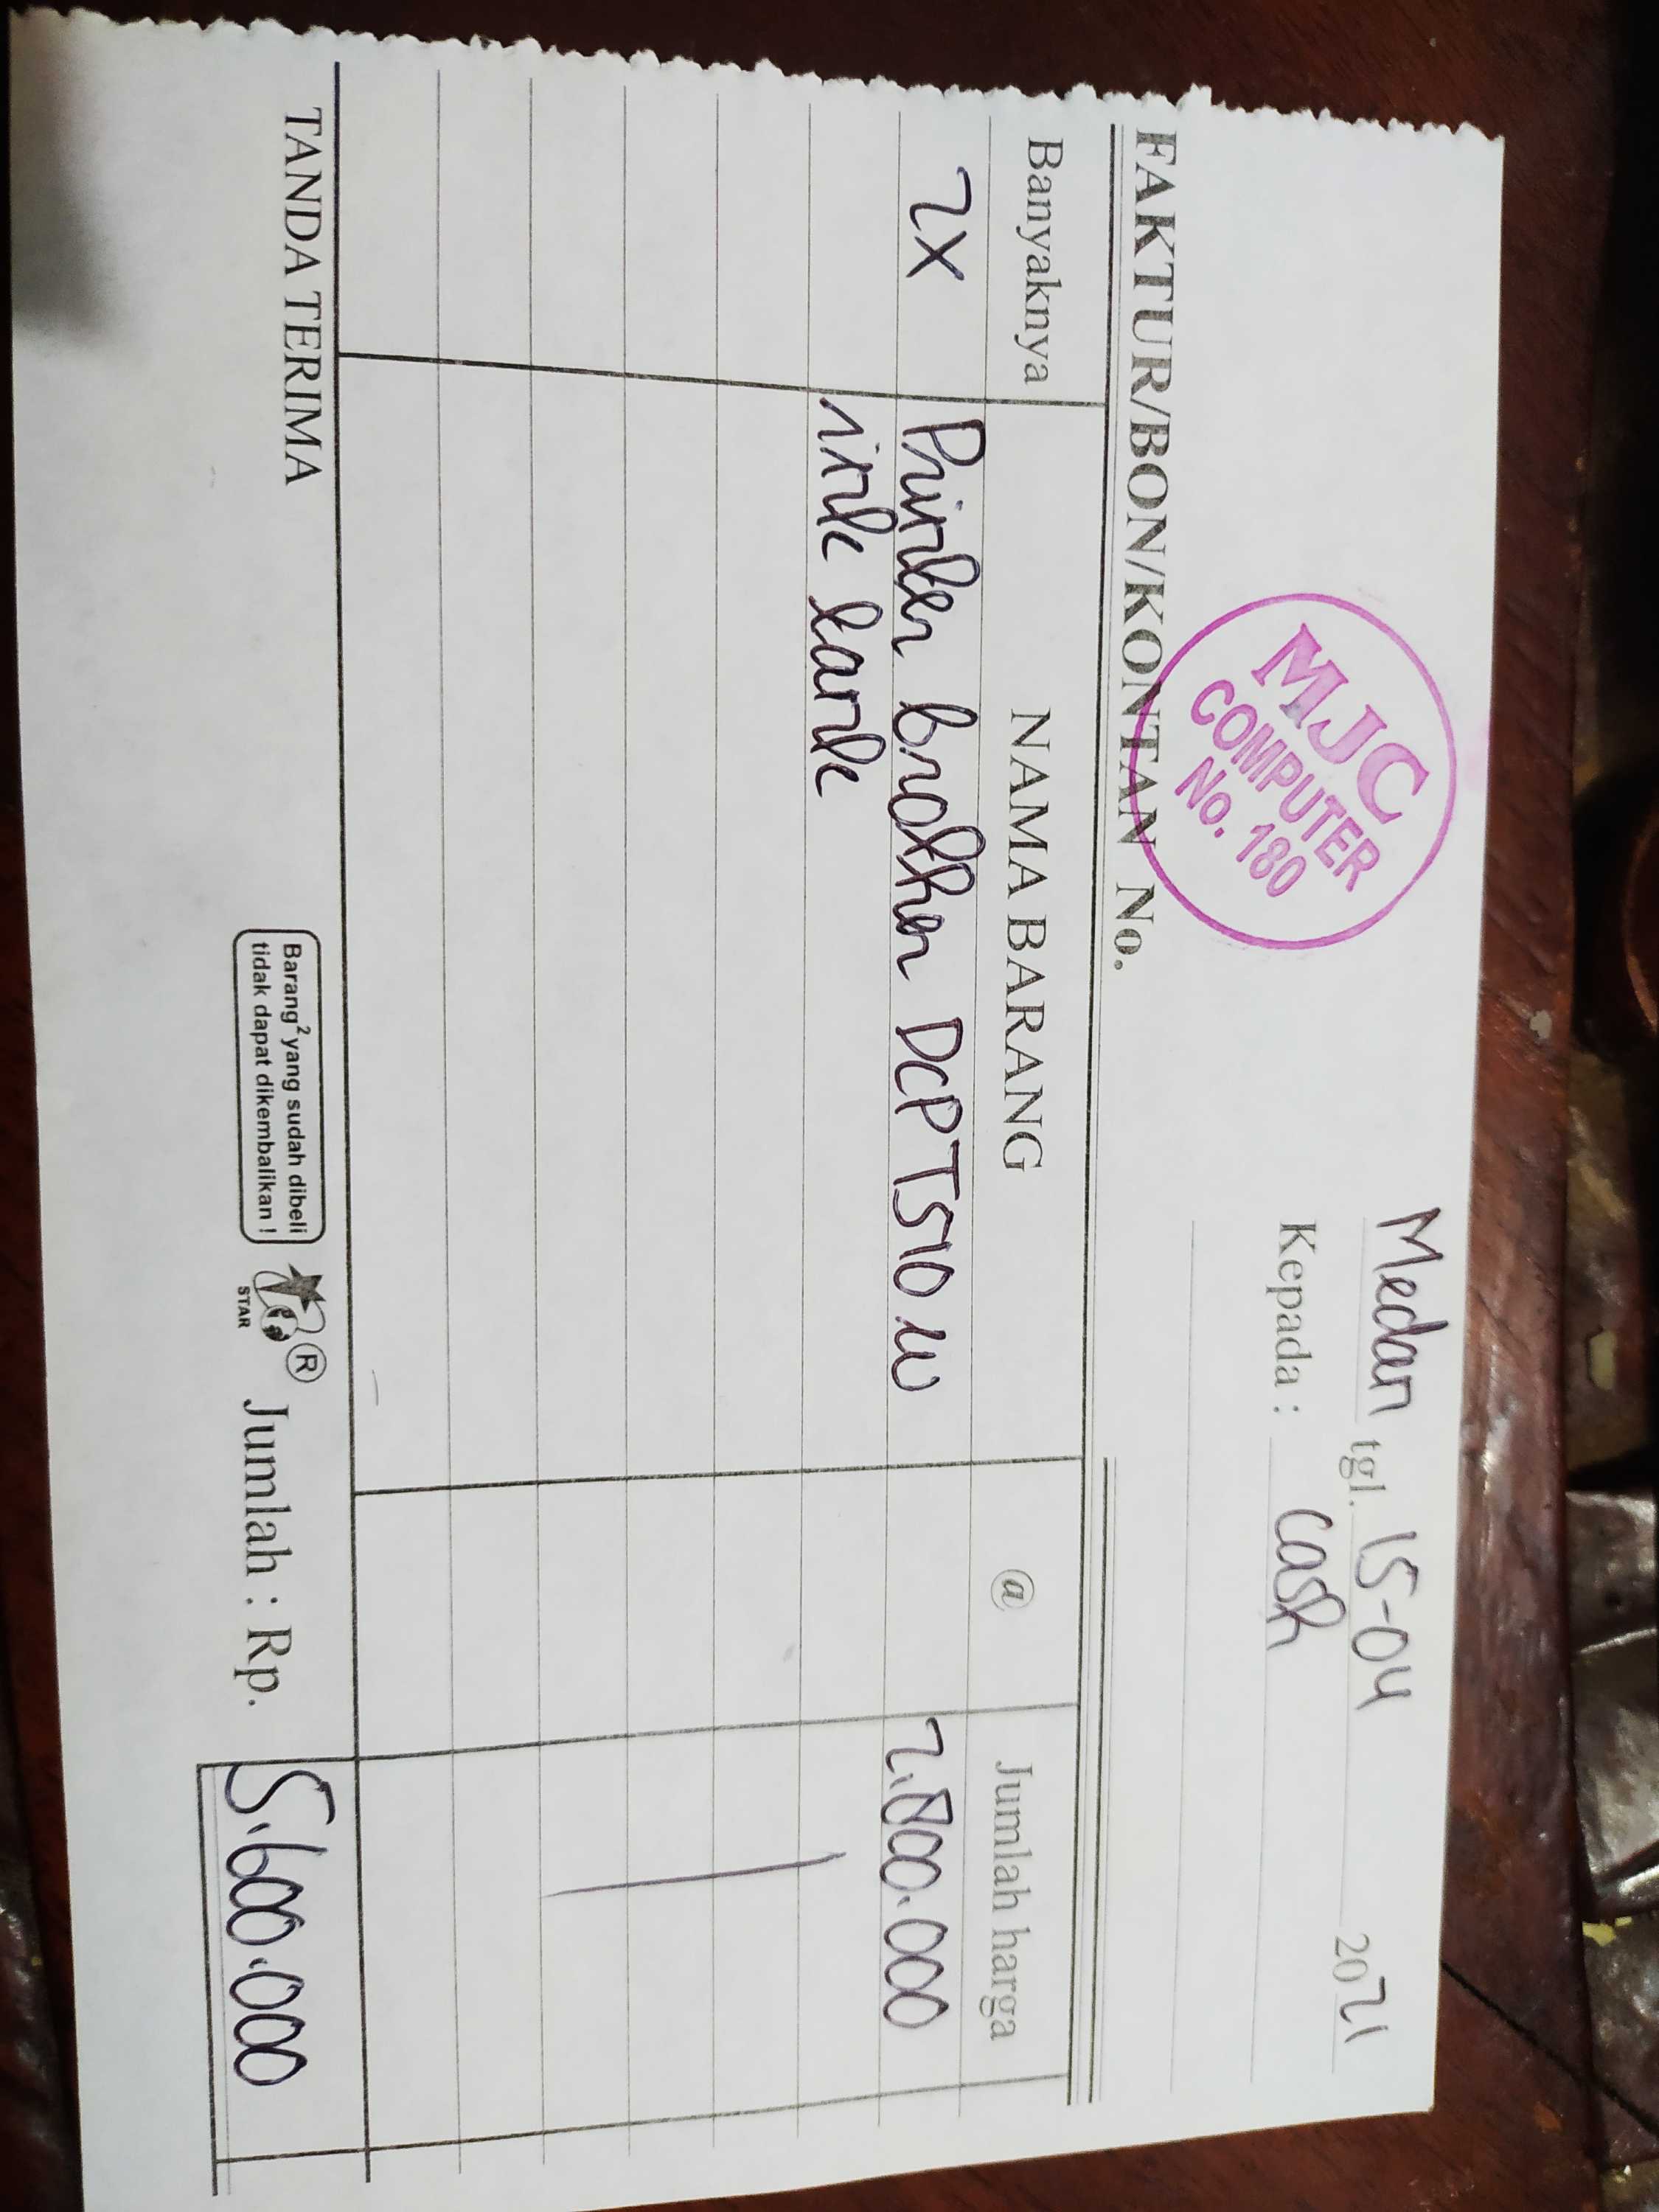 MJC
COMPUTER
No. 180
Medan tgl. 15-04 2021
Kepada : cash
FAKTUR/BON/KONTAN No.
Banyaknya NAMA BARANG @ Jumlah harga
2X Printer brother DCPT510 W 2.800.000
ink tank
TANDA TERIMA
Barang² yang sudah dibeli
tidak dapat dikembalikan !
STAR ®
Jumlah : Rp. 5.600.000